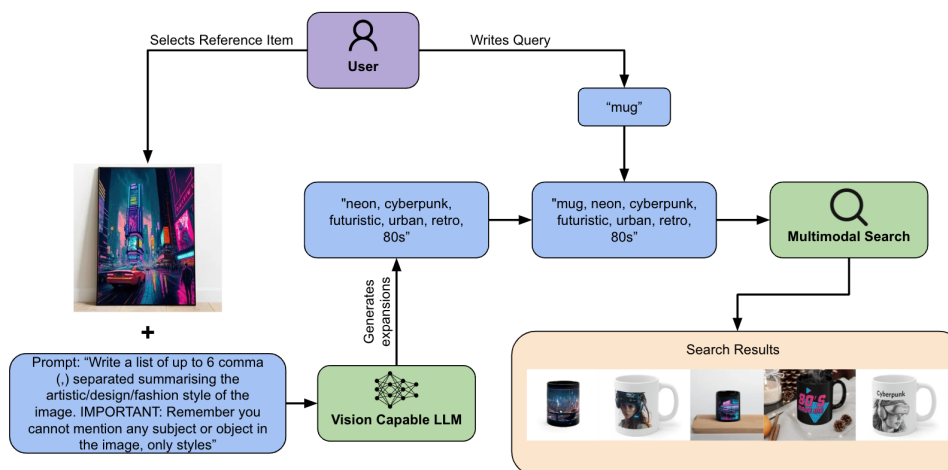 Selects Reference Item
Writes Query
User
“mug”
"neon, cyberpunk,
futuristic, urban, retro,
80s”
"mug, neon, cyberpunk,
futuristic, urban, retro,
80s”
Multimodal Search
Generates
expansions
+
Prompt: “Write a list of up to 6 comma
(,) separated summarising the
artistic/design/fashion style of the
image. IMPORTANT: Remember you
cannot mention any subject or object in
the image, only styles”
Vision Capable LLM
Search Results
80'S
Cyberpunk